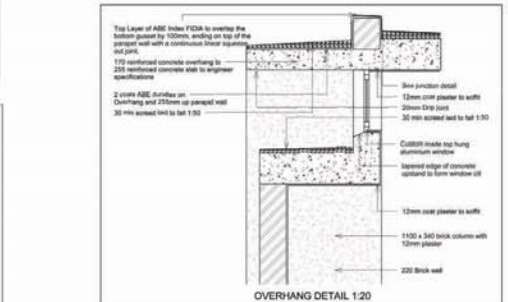 Top Layer of ABE Index FIDIA to overlap the
bottom gusset by 100mm, ending on top of the
parapet wall with a continuous linear squeeze
out joint.
170 reinforced concrete overhang to
255 reinforced concrete slab to engineer
specifications
2 coats ABE on
Overhang and 255mm up parapet wall
30 min screed laid to fall 1:50
See junction detail
12mm coat plaster to soffit
20mm Drip joint
30 min screed laid to fall 1:50
Custom made top hung
aluminium window
tapered edge of concrete
upstand to form window cill
12mm coat plaster to soffit
1100 x 340 brick column with
12mm plaster
220 Brick wall
OVERHANG DETAIL 1:20